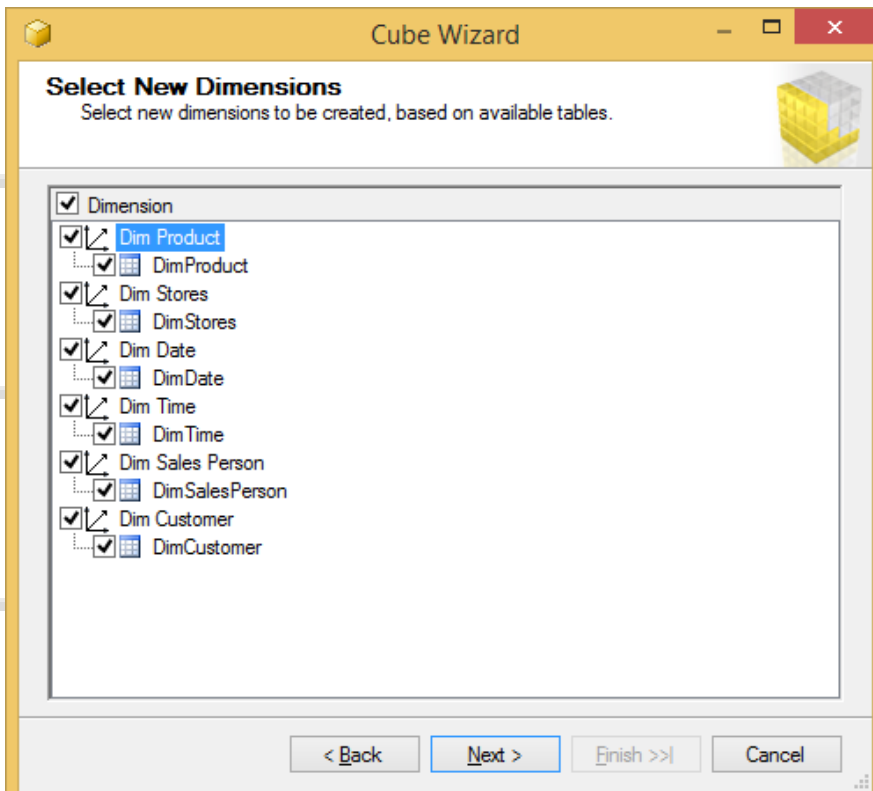 Cube Wizard
Select New Dimensions
Select new dimensions to be created, based on available tables.
Dimension
Dim Product
DimProduct
Dim Stores
DimStores
Dim Date
DimDate
Dim Time
DimTime
Dim Sales Person
DimSalesPerson
Dim Customer
DimCustomer
< Back Next > Finish >>| Cancel